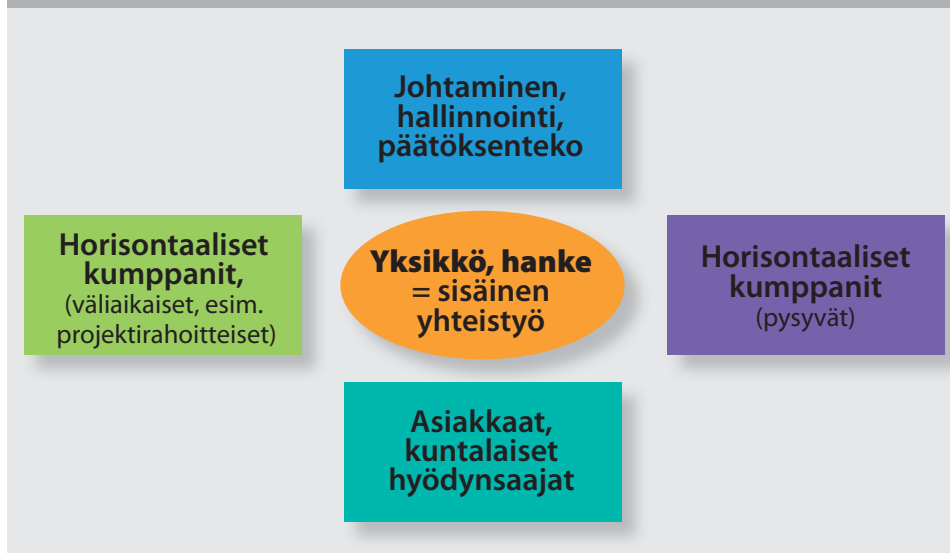 Johtaminen,
hallinnointi,
päätöksenteko
Horisontaaliset
kumppanit,
(väliaikaiset, esim.
projektirahoitteiset)
Yksikkö, hanke
= sisäinen
yhteistyö
Horisontaaliset
kumppanit
(pysyvät)
Asiakkaat,
kuntalaiset
hyödynsaajat